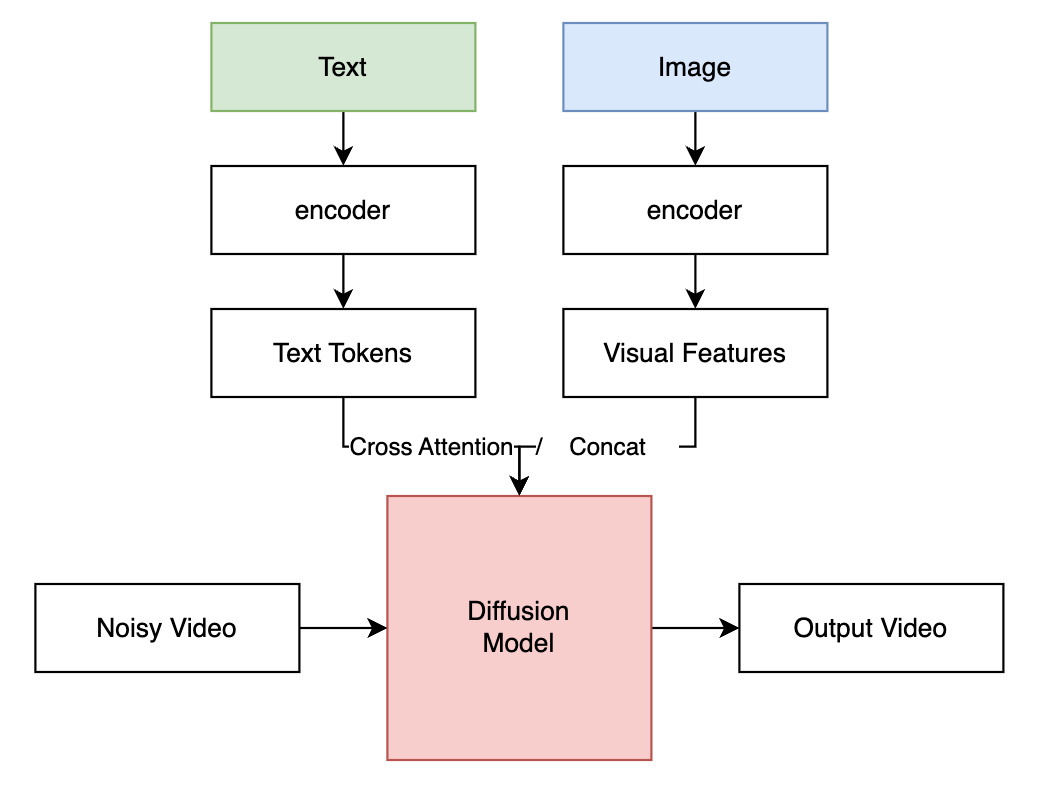 Text
Image
encoder
encoder
Text Tokens
Visual Features
Cross Attention / Concat
Noisy Video
Diffusion
Model
Output Video